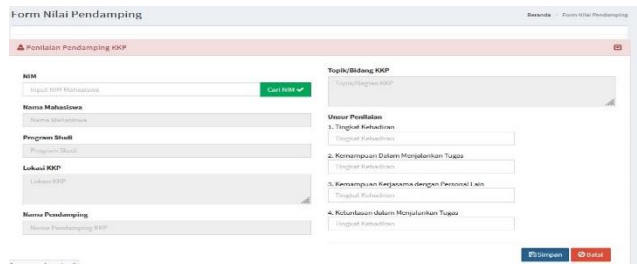 Form Nilai Pendamping
Beranda - Form Nilai Pendamping
Penilaian Pendamping KKP
NIM
Input NIM Mahasiswa
Cari NIM
Nama Mahasiswa
Nama Mahasiswa
Program Studi
Program Studi
Lokasi KKP
Lokasi KKP
Nama Pendamping
Nama Pendamping KKP
Topik/Bidang KKP
Topik/Bagian KKP
Unsur Penilaian
1. Tingkat Kehadiran
Tingkat Kehadiran
2. Kemampuan Dalam Menjalankan Tugas
Tingkat Kehadiran
3. Kemampuan Kerjasama dengan Personal Lain
Tingkat Kehadiran
4. Ketuntasan dalam Menjalankan Tugas
Tingkat Kehadiran
Simpan
Batal